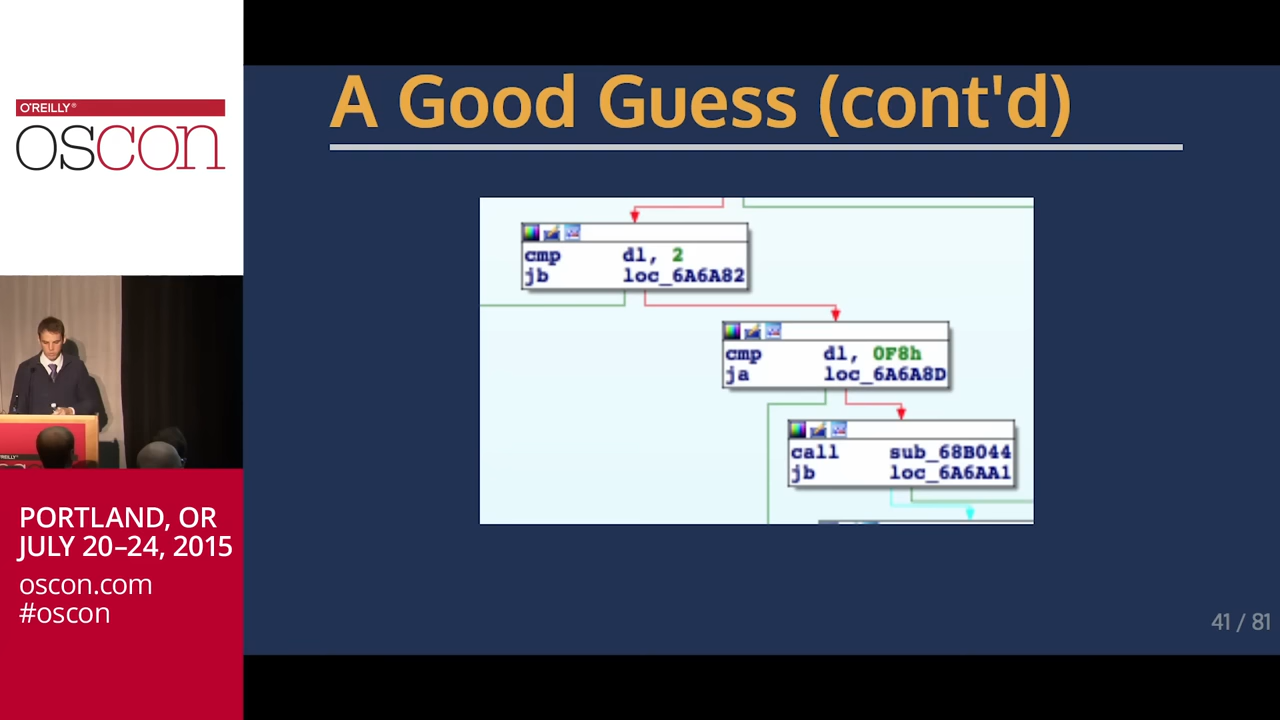 O'REILLY®
oscon
A Good Guess (cont'd)
cmp dl, 2
jb loc_6A6A82
cmp dl, 0F8h
ja loc_6A6A8D
call sub_68B044
jb loc_6A6AA1
O'REILLY®
PORTLAND, OR
JULY 20–24, 2015
oscon.com
#oscon
41 / 81